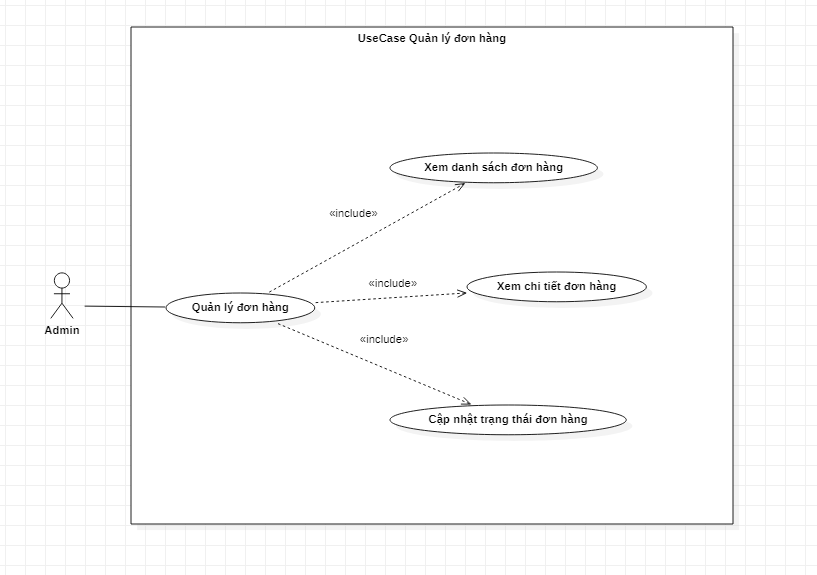 UseCase Quản lý đơn hàng
Xem danh sách đơn hàng
«include»
«include»
Xem chi tiết đơn hàng
Quản lý đơn hàng
Admin
«include»
Cập nhật trạng thái đơn hàng